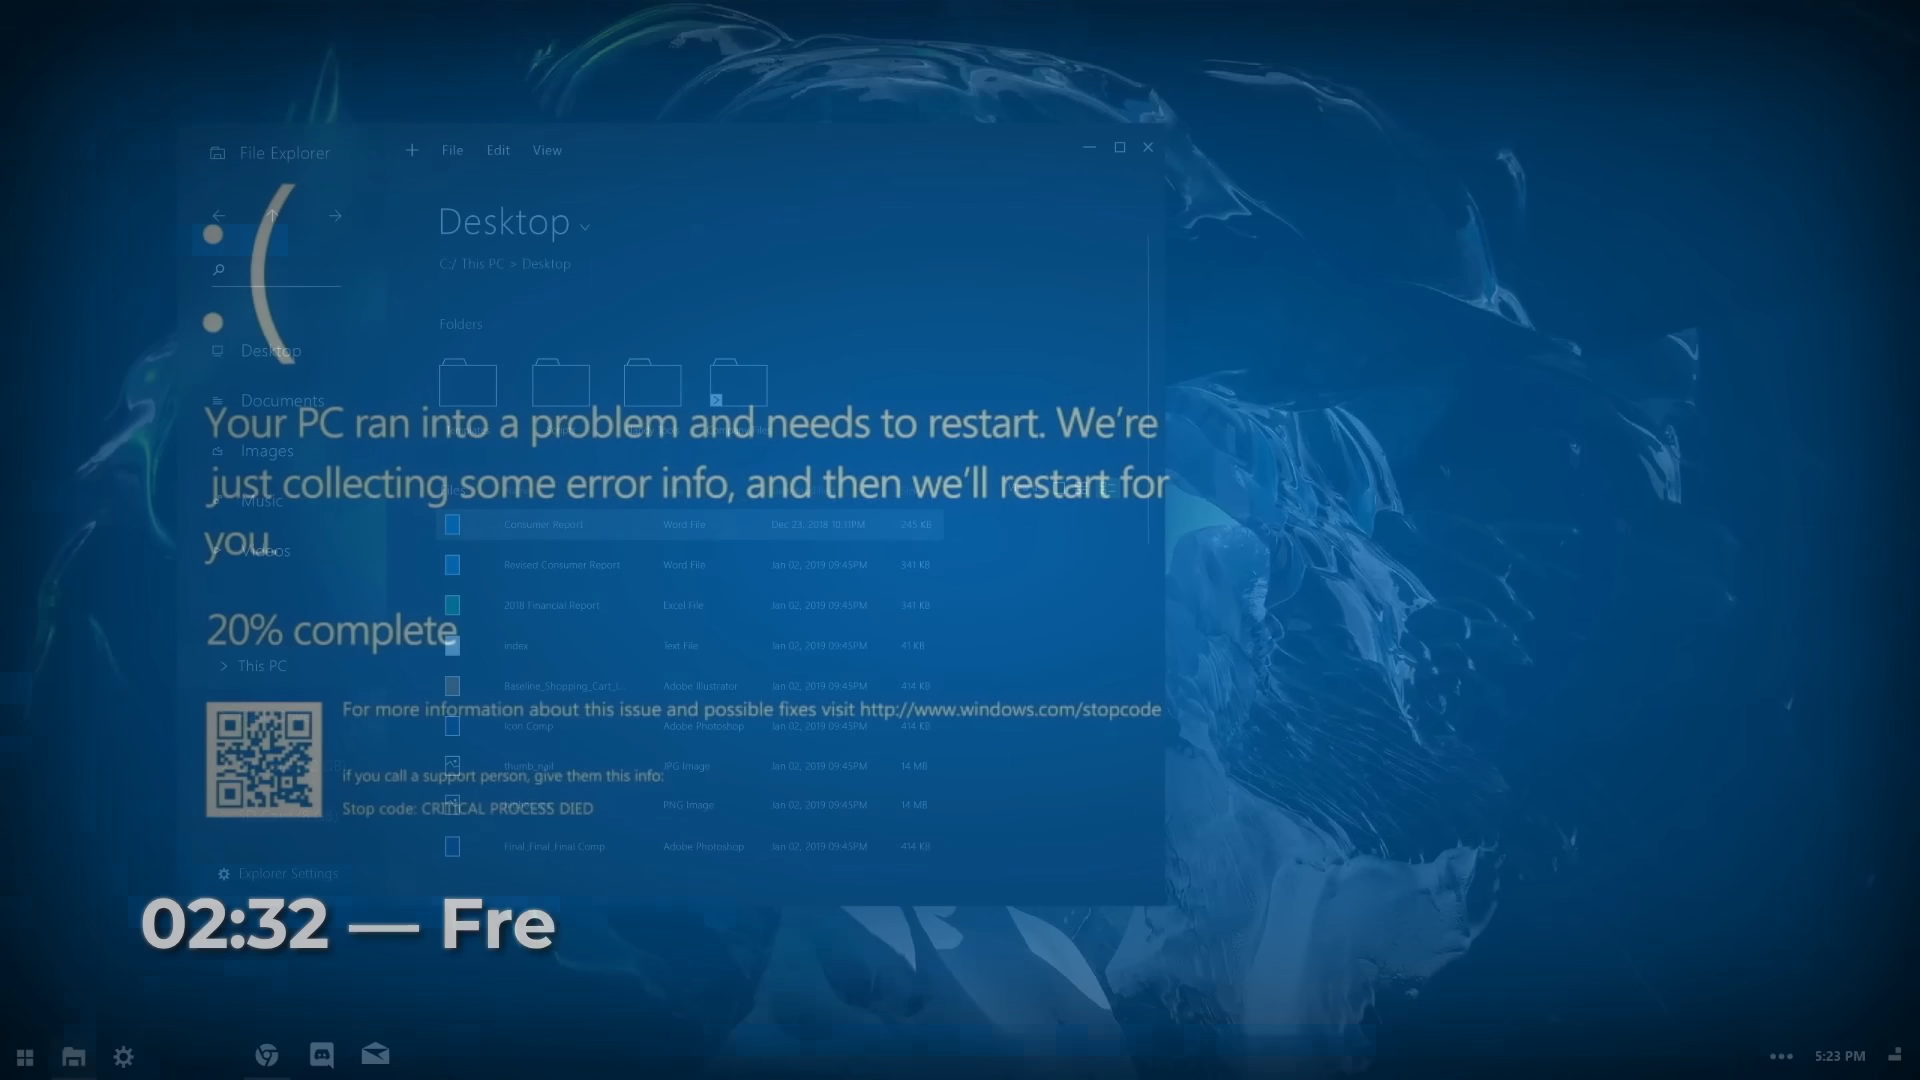 File Explorer
File Edit View
:(
Desktop
C:/ This PC > Desktop
Folders
Desktop
Documents
Images
Music
Videos
Your PC ran into a problem and needs to restart. We're
just collecting some error info, and then we'll restart for
you.
20% complete
Files
Consumer Report Word File Dec 23, 2018 10:11PM 245 KB
Revised Consumer Report Word File Jan 02, 2019 09:45PM 341 KB
2018 Financial Report Excel File Jan 02, 2019 09:45PM 341 KB
index Text File Jan 02, 2019 09:45PM 41 KB
Baseline_Shopping_Cart_I... Adobe Illustrator Jan 02, 2019 09:45PM 414 KB
Icon Comp Adobe Photoshop Jan 02, 2019 09:45PM 414 KB
thumb_nail JPG Image Jan 02, 2019 09:45PM 14 MB
PNG Image Jan 02, 2019 09:45PM 14 MB
Final_Final_Final Comp Adobe Photoshop Jan 02, 2019 09:45PM 414 KB
> This PC
For more information about this issue and possible fixes visit http://www.windows.com/stopcode
if you call a support person, give them this info:
Stop code: CRITICAL PROCESS DIED
Explorer Settings
02:32 — Fre
5:23 PM